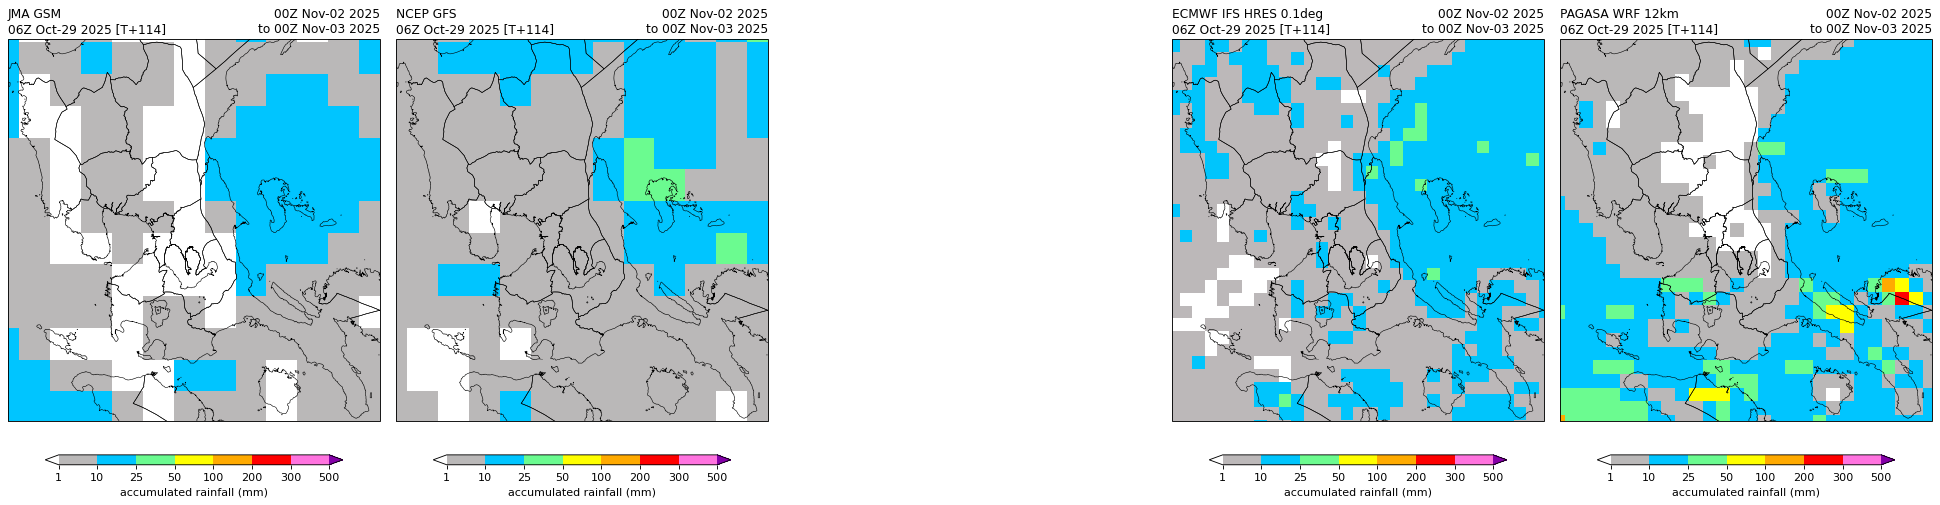 JMA GSM 00Z Nov-02 2025
06Z Oct-29 2025 [T+114] to 00Z Nov-03 2025
1 10 25 50 100 200 300 500
accumulated rainfall (mm)
NCEP GFS 00Z Nov-02 2025
06Z Oct-29 2025 [T+114] to 00Z Nov-03 2025
1 10 25 50 100 200 300 500
accumulated rainfall (mm)
ECMWF IFS HRES 0.1deg 00Z Nov-02 2025
06Z Oct-29 2025 [T+114] to 00Z Nov-03 2025
1 10 25 50 100 200 300 500
accumulated rainfall (mm)
PAGASA WRF 12km 00Z Nov-02 2025
06Z Oct-29 2025 [T+114] to 00Z Nov-03 2025
1 10 25 50 100 200 300 500
accumulated rainfall (mm)